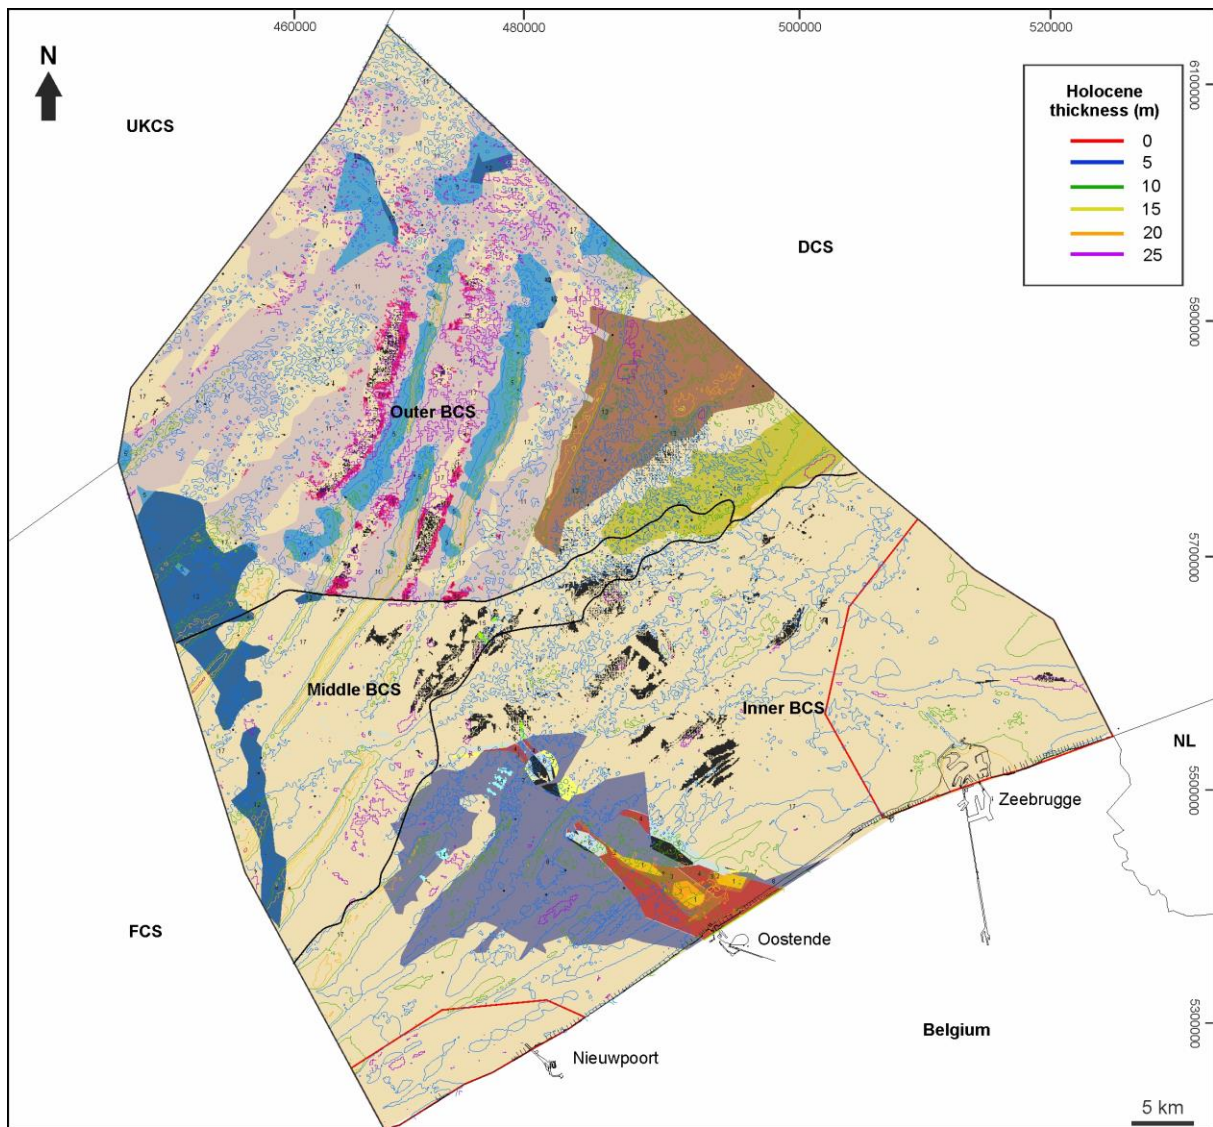 460000
480000
500000
520000
N
UKCS
Holocene
thickness (m)
0
5
10
15
20
25
6100000
DCS
5900000
Outer BCS
5700000
Middle BCS
Inner BCS
NL
Zeebrugge
5500000
FCS
Oostende
Belgium
5300000
Nieuwpoort
5 km